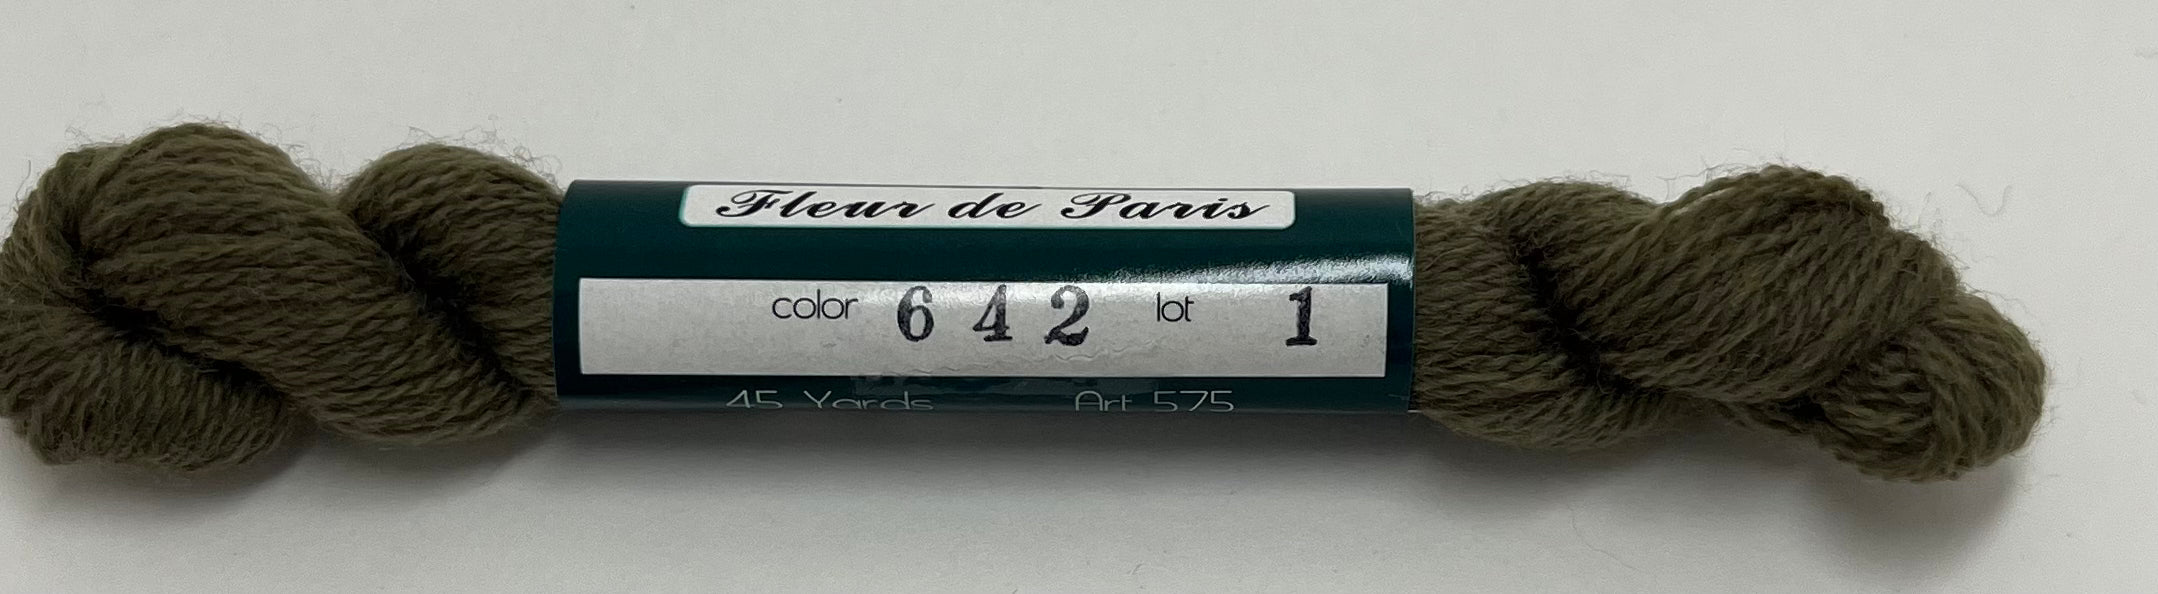 Fleur de Paris
color 642 lot 1
45 Yards Art 575